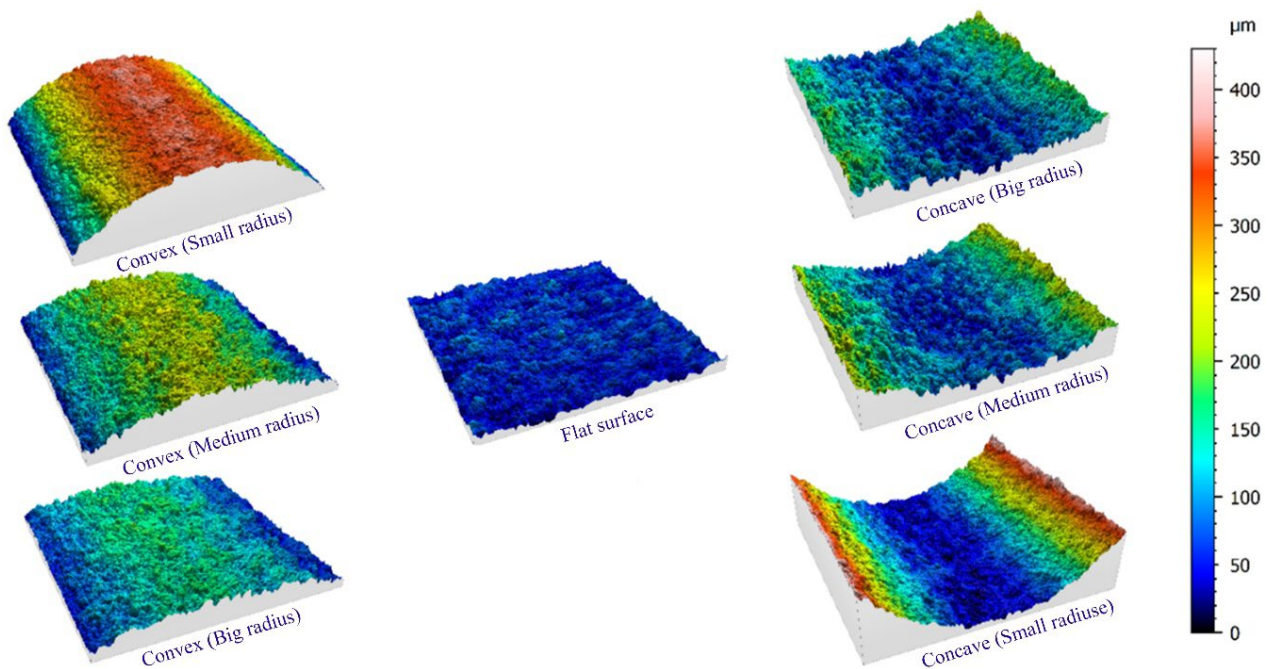 Convex (Small radius)
Convex (Medium radius)
Convex (Big radius)
Flat surface
Concave (Big radius)
Concave (Medium radius)
Concave (Small radiuse)
µm
400
350
300
250
200
150
100
50
0